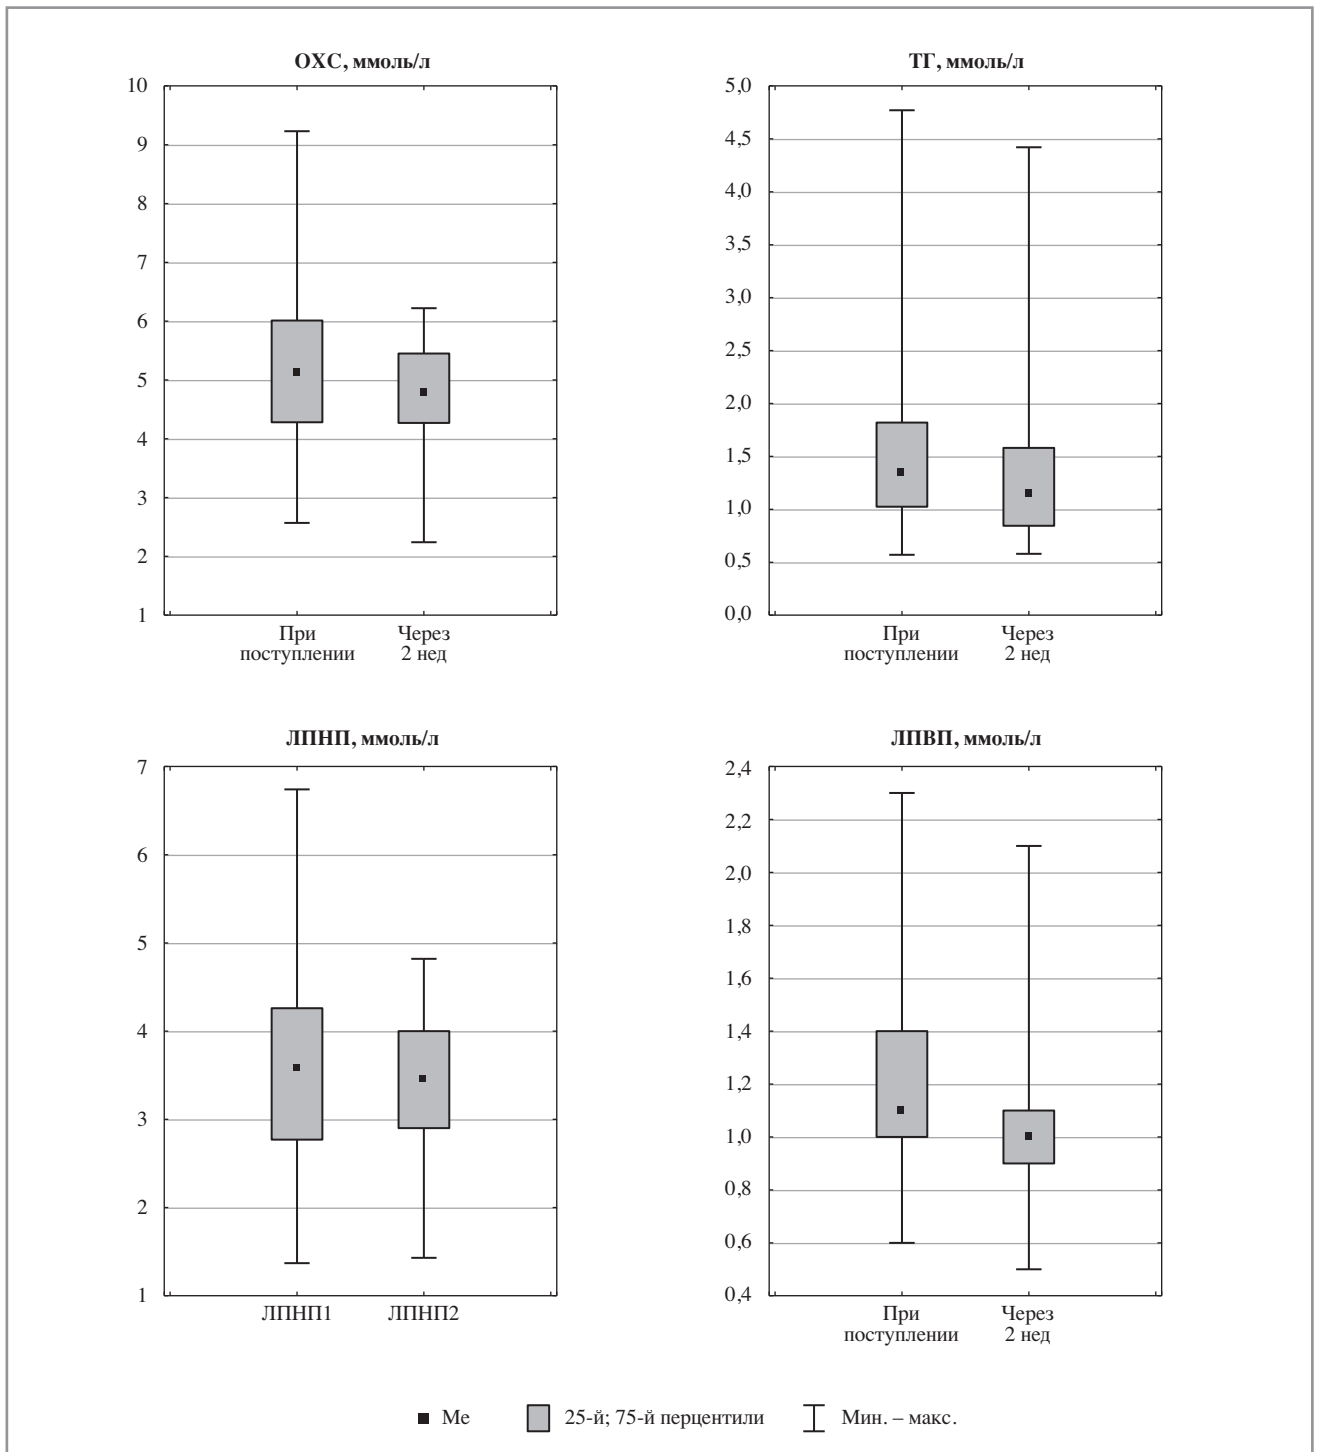 ОХС, ммоль/л
10
9
8
7
6
5
4
3
2
1
При
поступлении
Через
2 нед
ТГ, ммоль/л
5,0
4,5
4,0
3,5
3,0
2,5
2,0
1,5
1,0
0,5
0,0
При
поступлении
Через
2 нед
ЛПНП, ммоль/л
7
6
5
4
3
2
1
ЛПНП1
ЛПНП2
ЛПВП, ммоль/л
2,4
2,2
2,0
1,8
1,6
1,4
1,2
1,0
0,8
0,6
0,4
При
поступлении
Через
2 нед
Ме
25-й; 75-й перцентили
Мин. – макс.